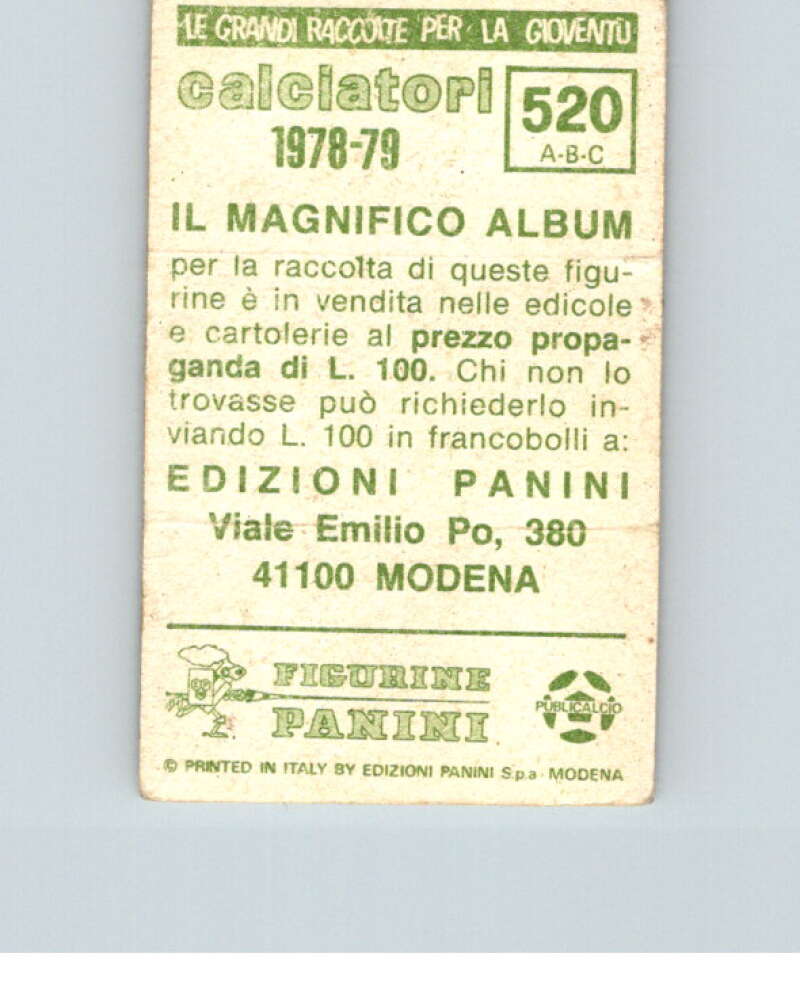 LE GRANDI RACCOLTE PER LA GIOVENTÙ
calciatori
1978-79
520
A-B-C
IL MAGNIFICO ALBUM
per la raccolta di queste figu-
rine è in vendita nelle edicole
e cartolerie al prezzo propa-
ganda di L. 100. Chi non lo
trovasse può richiederlo in-
viando L. 100 in francobolli a:
EDIZIONI PANINI
Viale Emilio Po, 380
41100 MODENA
FIGURINE
PANINI
PUBLICALCIO
© PRINTED IN ITALY BY EDIZIONI PANINI S.p.a. MODENA